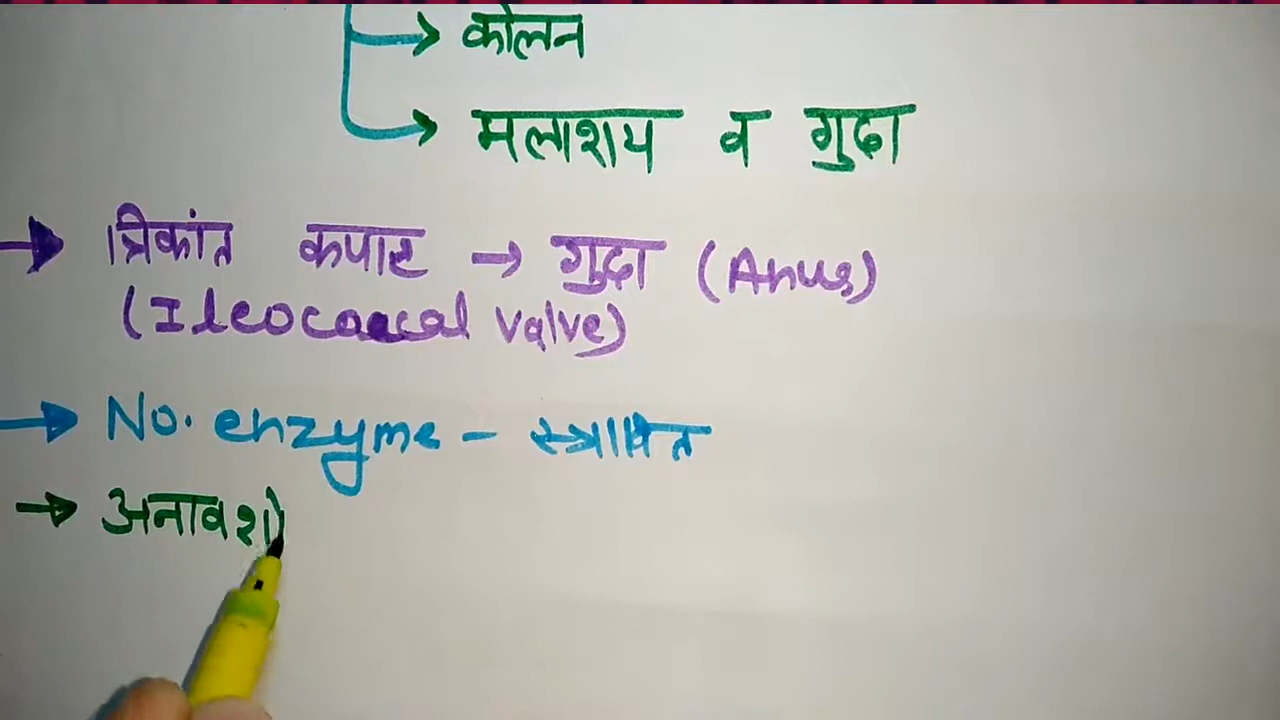 → कोलन
→ मलाशय व गुदा
→ त्रिकांत कपाट → गुदा (Anus)
(Ileocaecal valve)
→ No. enzyme - स्त्रावित
→ अनावशो